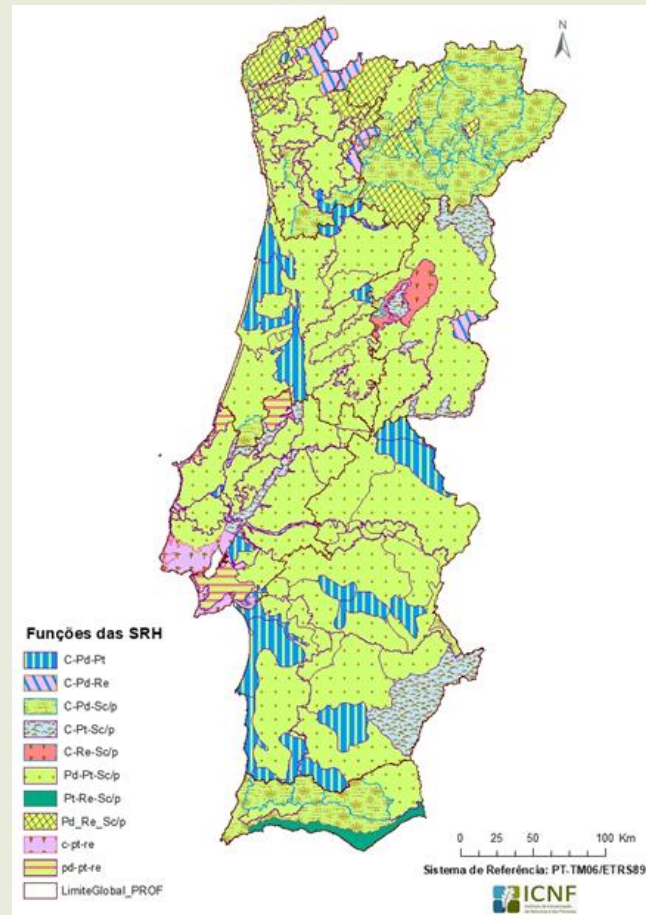 N
Funções das SRH
C-Pd-Pt
C-Pd-Re
C-Pd-Sc/p
C-Pt-Sc/p
C-Re-Sc/p
Pd-Pt-Sc/p
Pt-Re-Sc/p
Pd_Re_Sc/p
c-pt-re
pd-pt-re
LimiteGlobal_PROF
0 25 50 100 Km
Sistema de Referência: PT-TM06/ETRS89
ICNF